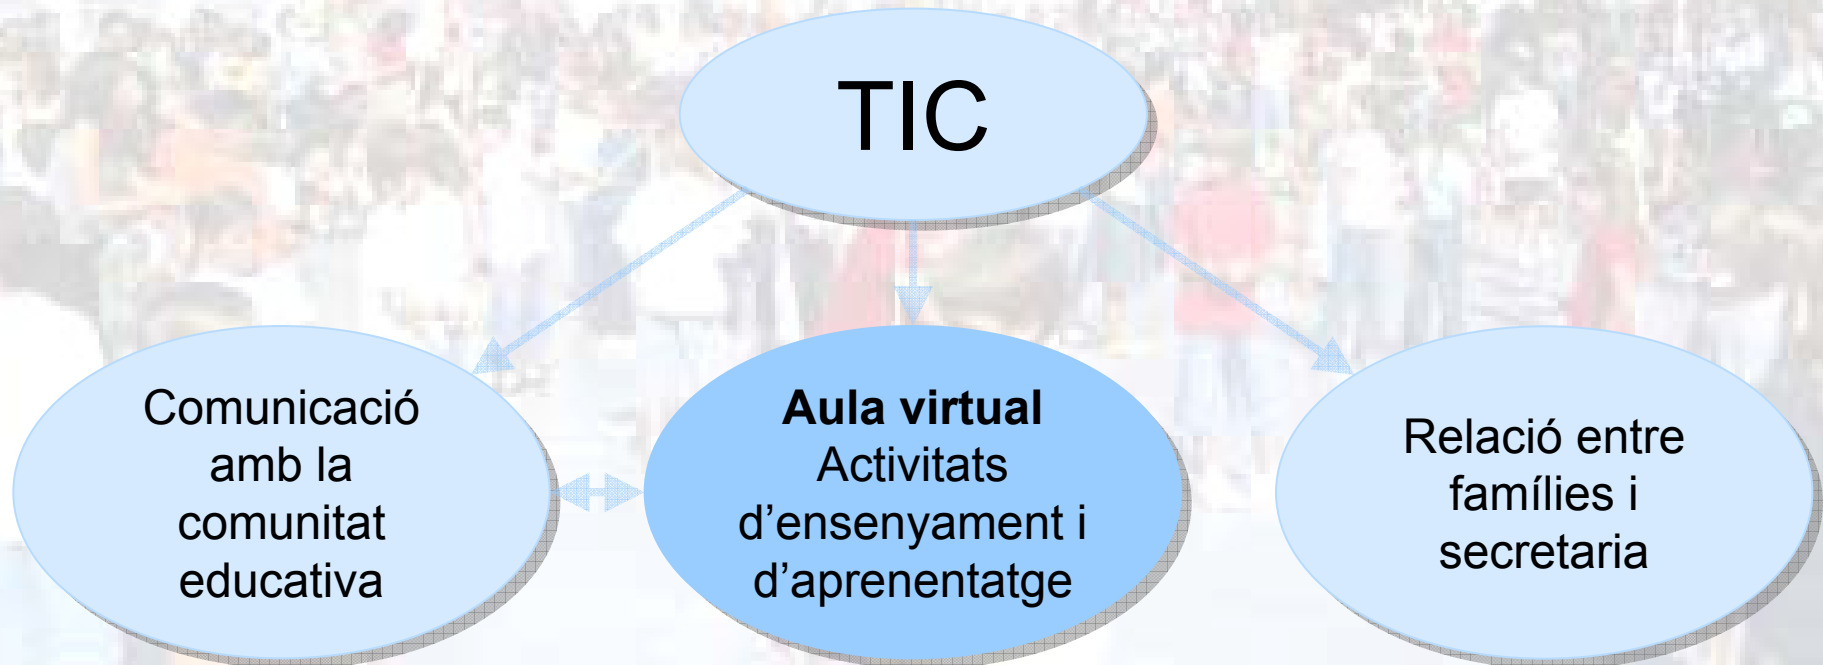 TIC
Comunicació
amb la
comunitat
educativa
Aula virtual
Activitats
d’ensenyament i
d’aprenentatge
Relació entre
famílies i
secretaria